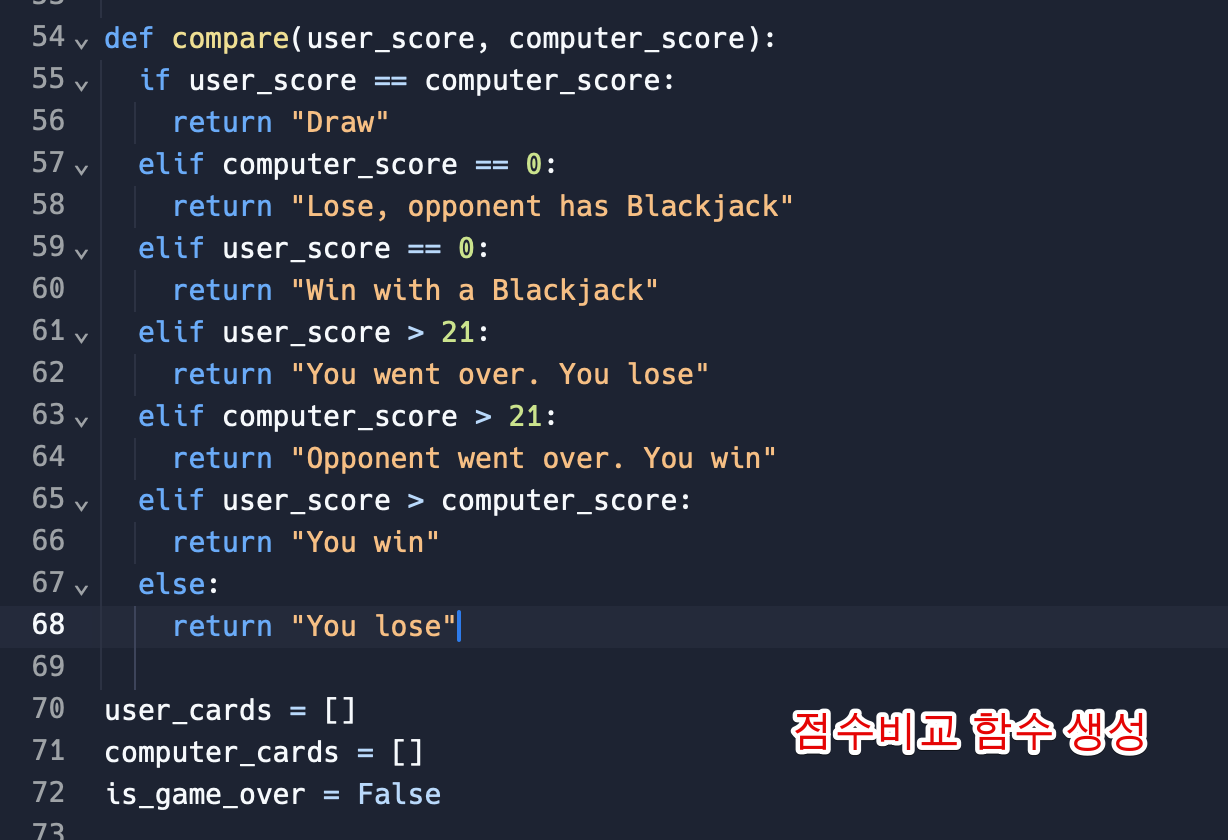 53
54 def compare(user_score, computer_score):
55   if user_score == computer_score:
56     return "Draw"
57   elif computer_score == 0:
58     return "Lose, opponent has Blackjack"
59   elif user_score == 0:
60     return "Win with a Blackjack"
61   elif user_score > 21:
62     return "You went over. You lose"
63   elif computer_score > 21:
64     return "Opponent went over. You win"
65   elif user_score > computer_score:
66     return "You win"
67   else:
68     return "You lose"
69
70 user_cards = []
71 computer_cards = []
점수비교 함수 생성
72 is_game_over = False
73